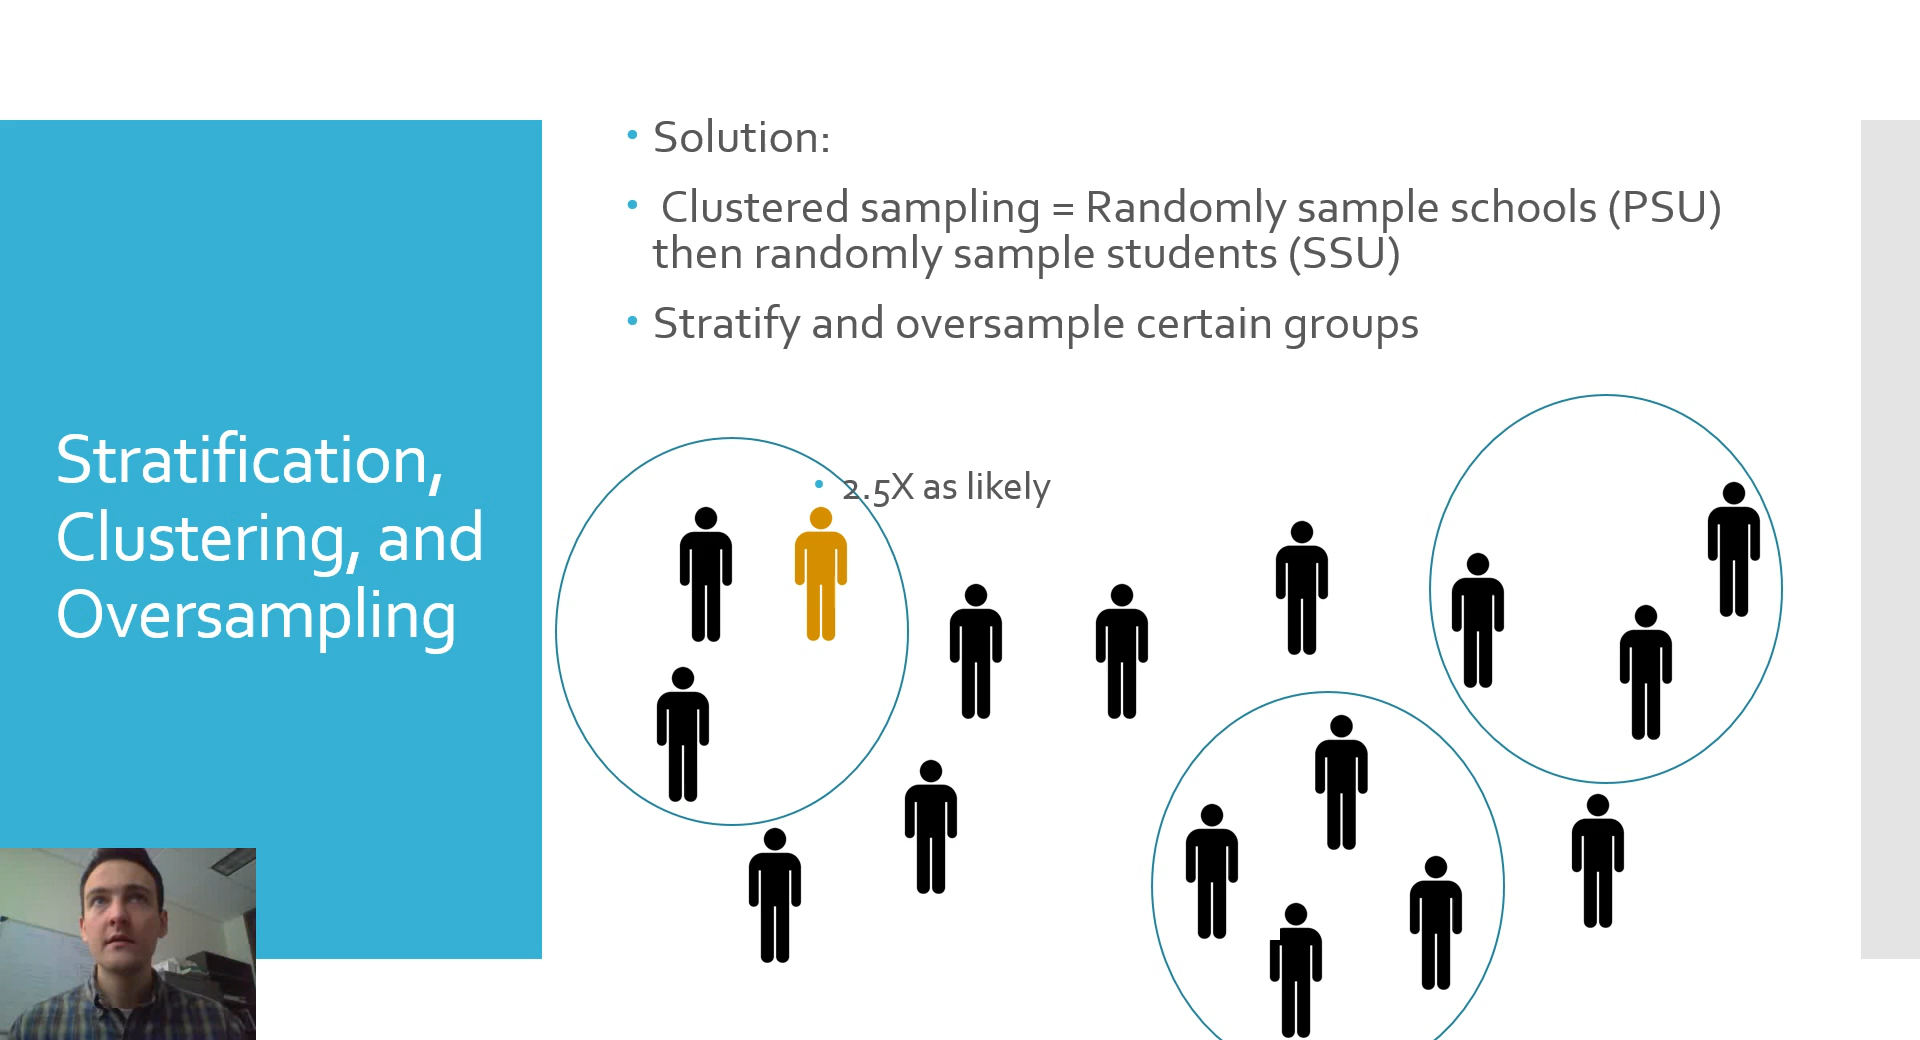 Stratification,
Clustering, and
Oversampling
• Solution:
• Clustered sampling = Randomly sample schools (PSU)
then randomly sample students (SSU)
• Stratify and oversample certain groups
• 2.5X as likely